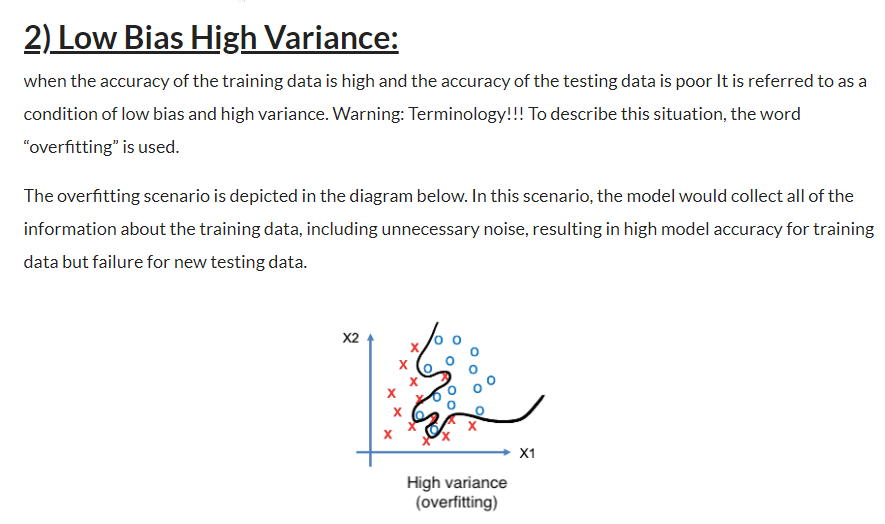 2) Low Bias High Variance:
when the accuracy of the training data is high and the accuracy of the testing data is poor It is referred to as a
condition of low bias and high variance. Warning: Terminology!!! To describe this situation, the word
“overfitting” is used.
The overfitting scenario is depicted in the diagram below. In this scenario, the model would collect all of the
information about the training data, including unnecessary noise, resulting in high model accuracy for training
data but failure for new testing data.
X2
X1
High variance
(overfitting)